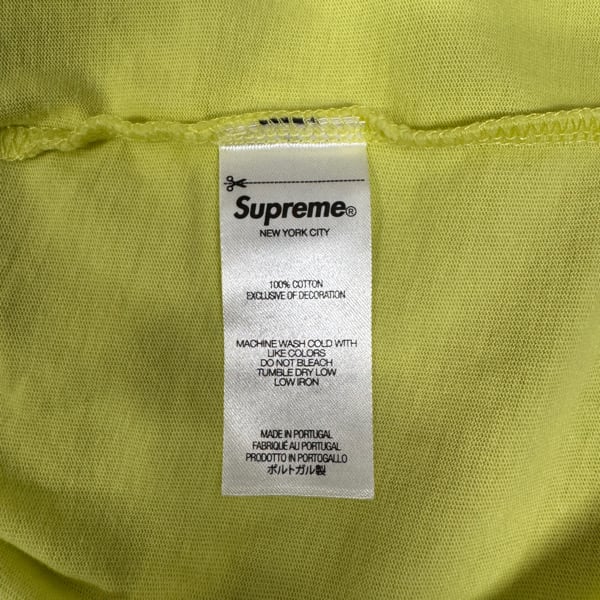 Supreme®
NEW YORK CITY
100% COTTON
EXCLUSIVE OF DECORATION
MACHINE WASH COLD WITH
LIKE COLORS
DO NOT BLEACH
TUMBLE DRY LOW
LOW IRON
MADE IN PORTUGAL
FABRIQUÉ AU PORTUGAL
PRODOTTO IN PORTOGALLO
ポルトガル製